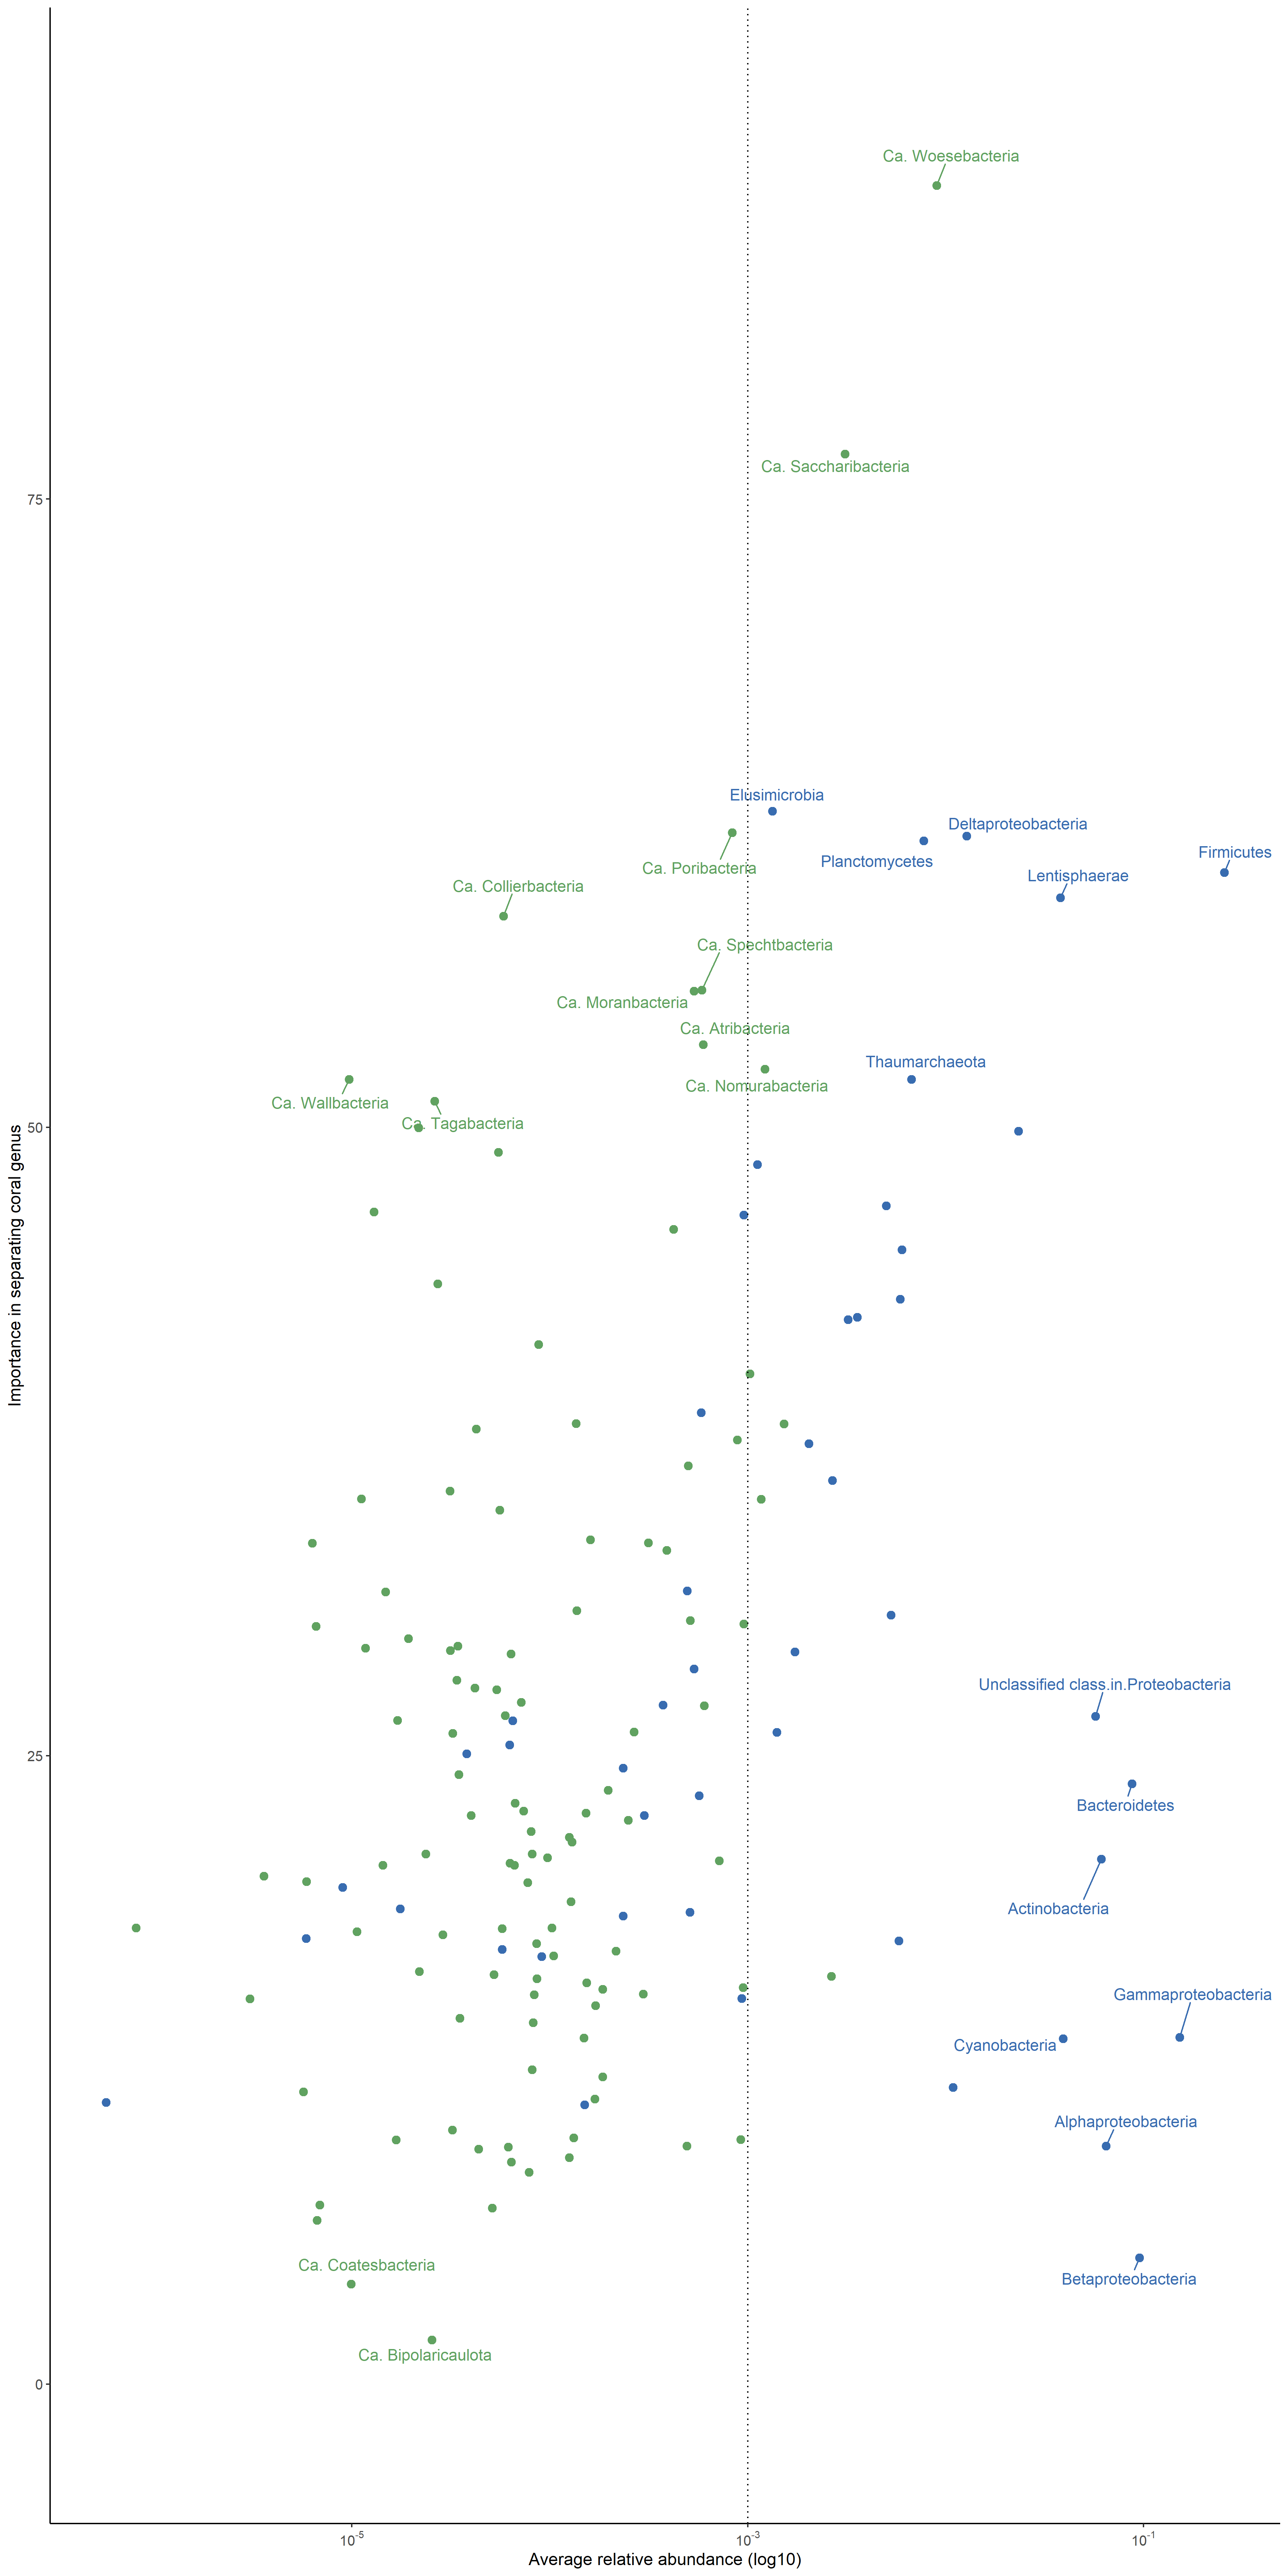 Ca. Woesebacteria
Ca. Saccharibacteria
75
Elusimicrobia
Deltaproteobacteria
Firmicutes
Planctomycetes
Ca. Poribacteria
Lentisphaerae
Ca. Collierbacteria
Ca. Spechtbacteria
Ca. Moranbacteria
Ca. Atribacteria
Thaumarchaeota
Ca. Nomurabacteria
Ca. Wallbacteria
Ca. Tagabacteria
50
Importance in separating coral genus
Unclassified class.in.Proteobacteria
25
Bacteroidetes
Actinobacteria
Gammaproteobacteria
Cyanobacteria
Alphaproteobacteria
Ca. Coatesbacteria
Betaproteobacteria
Ca. Bipolaricaulota
0
10-5 10-3 10-1
Average relative abundance (log10)